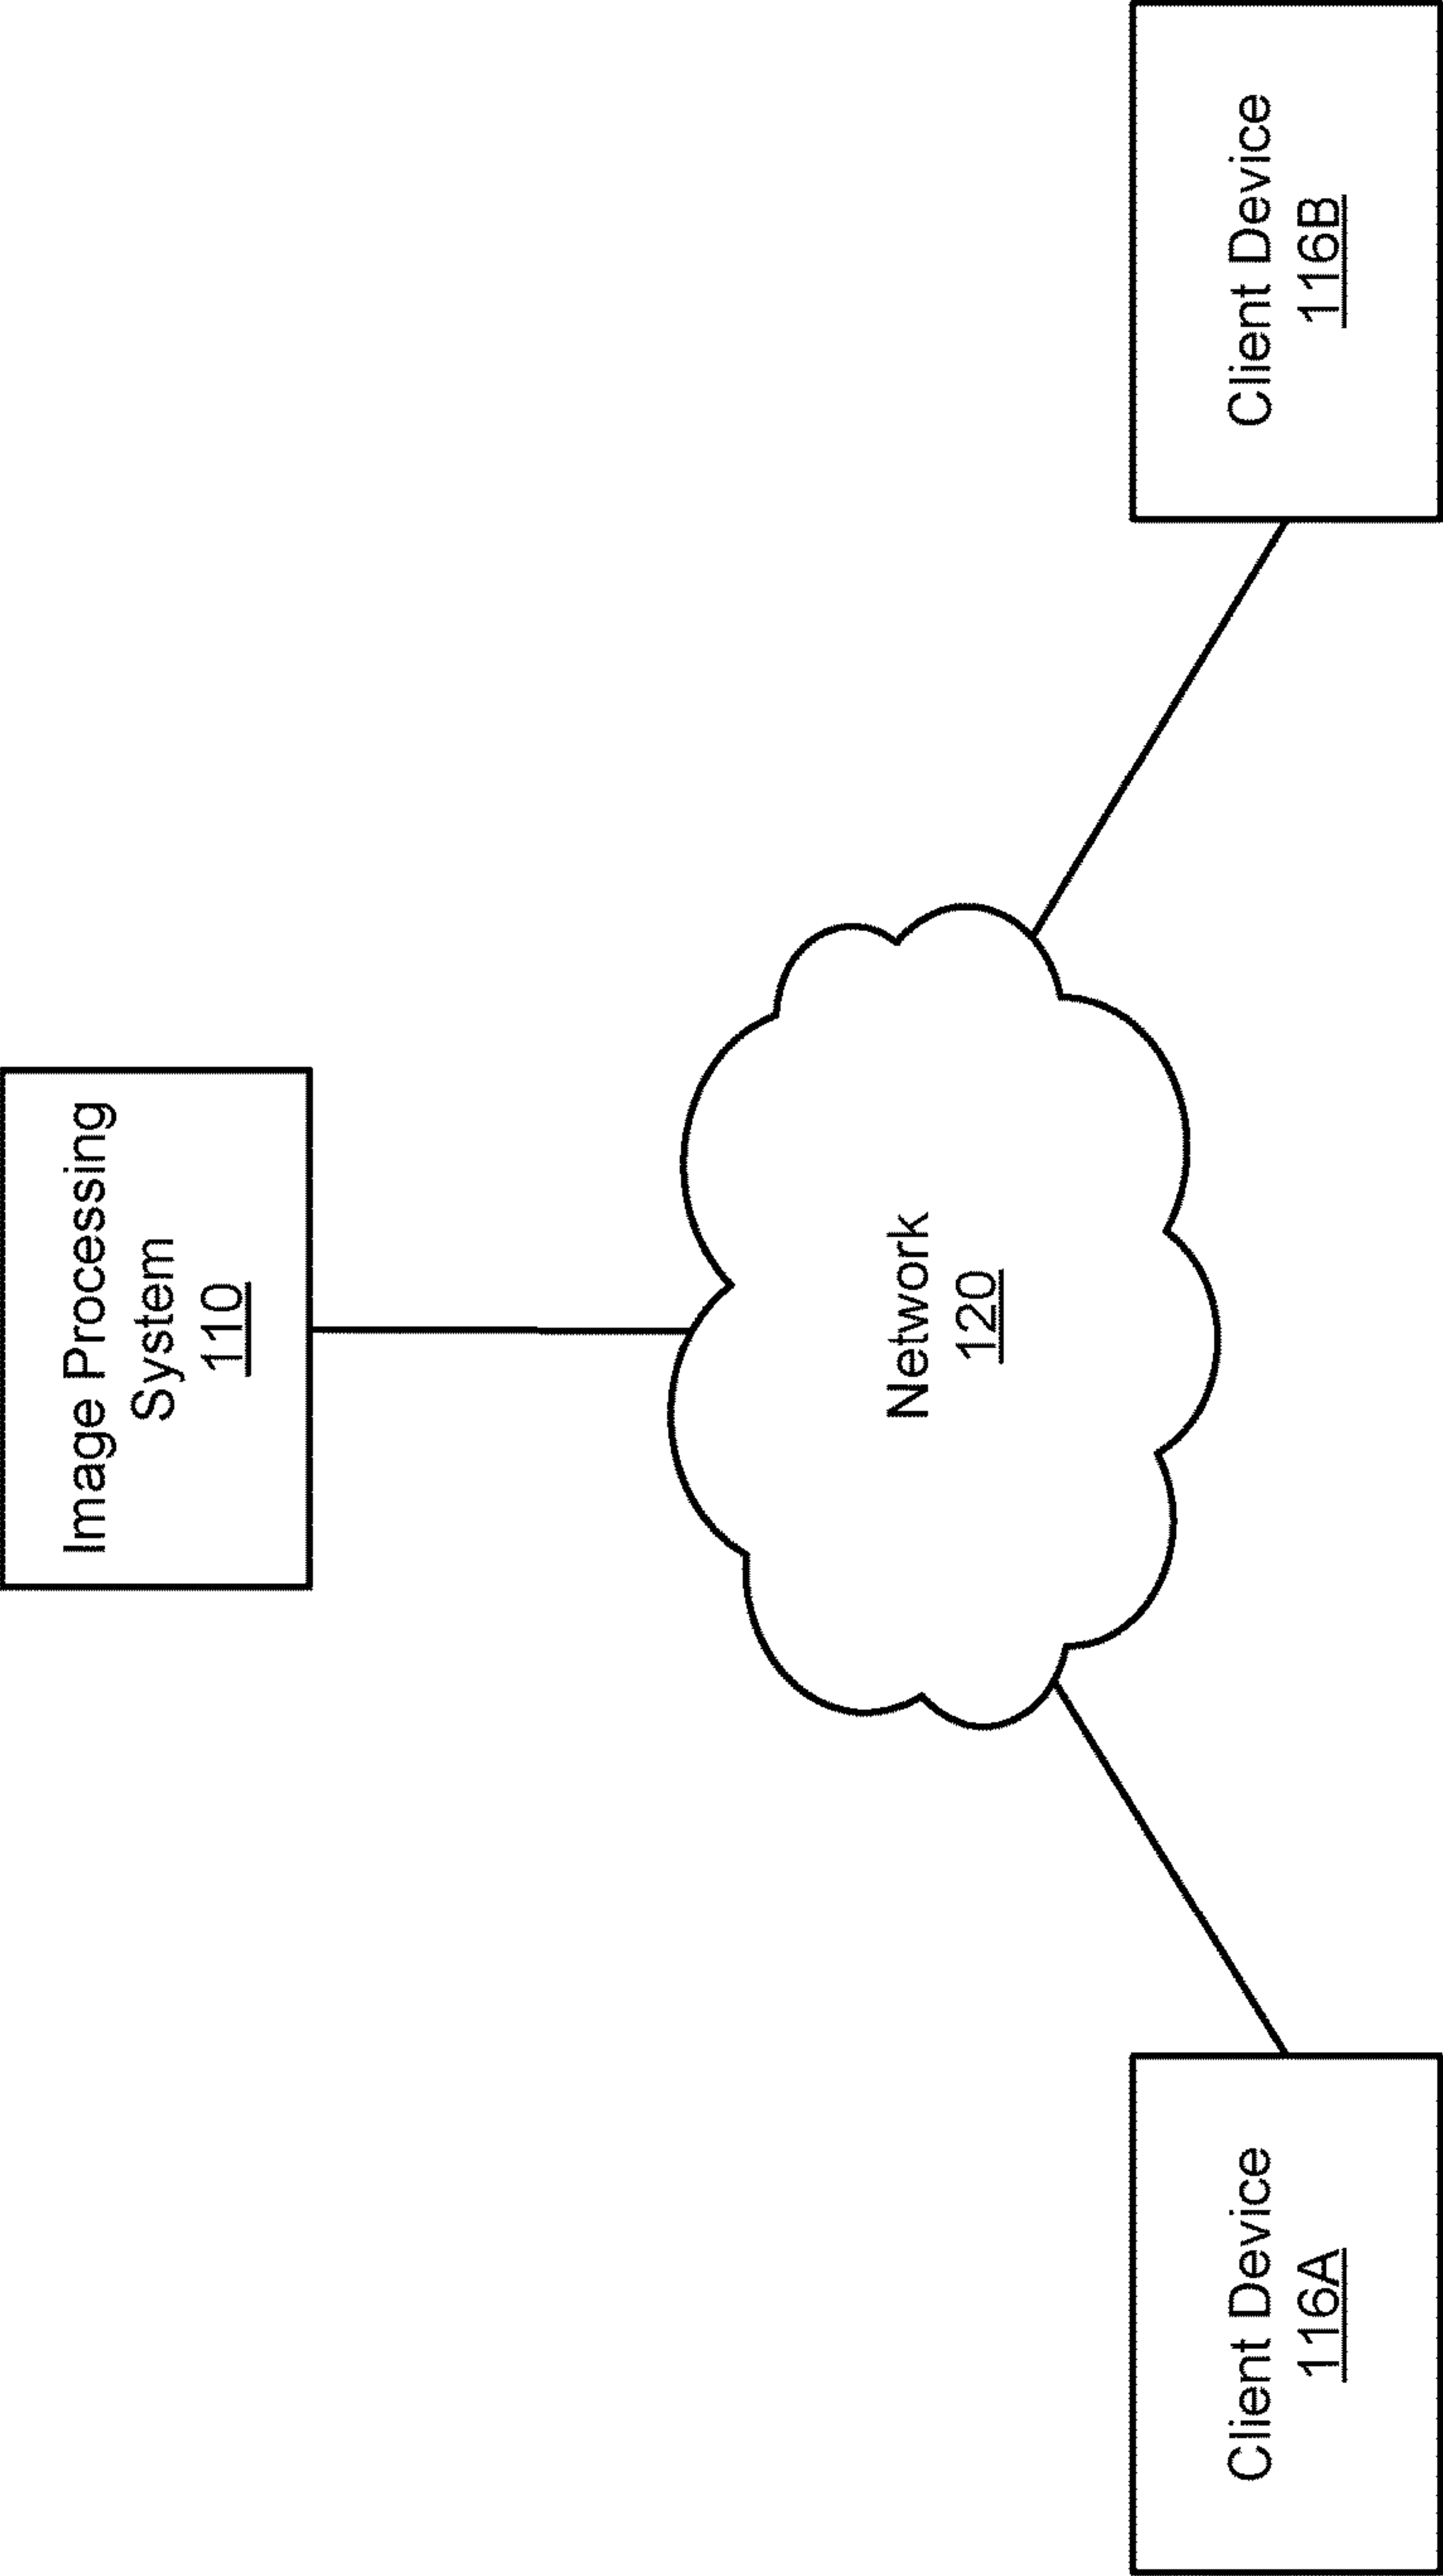 Image Processing
System
110
Network
120
Client Device
116A
Client Device
116B